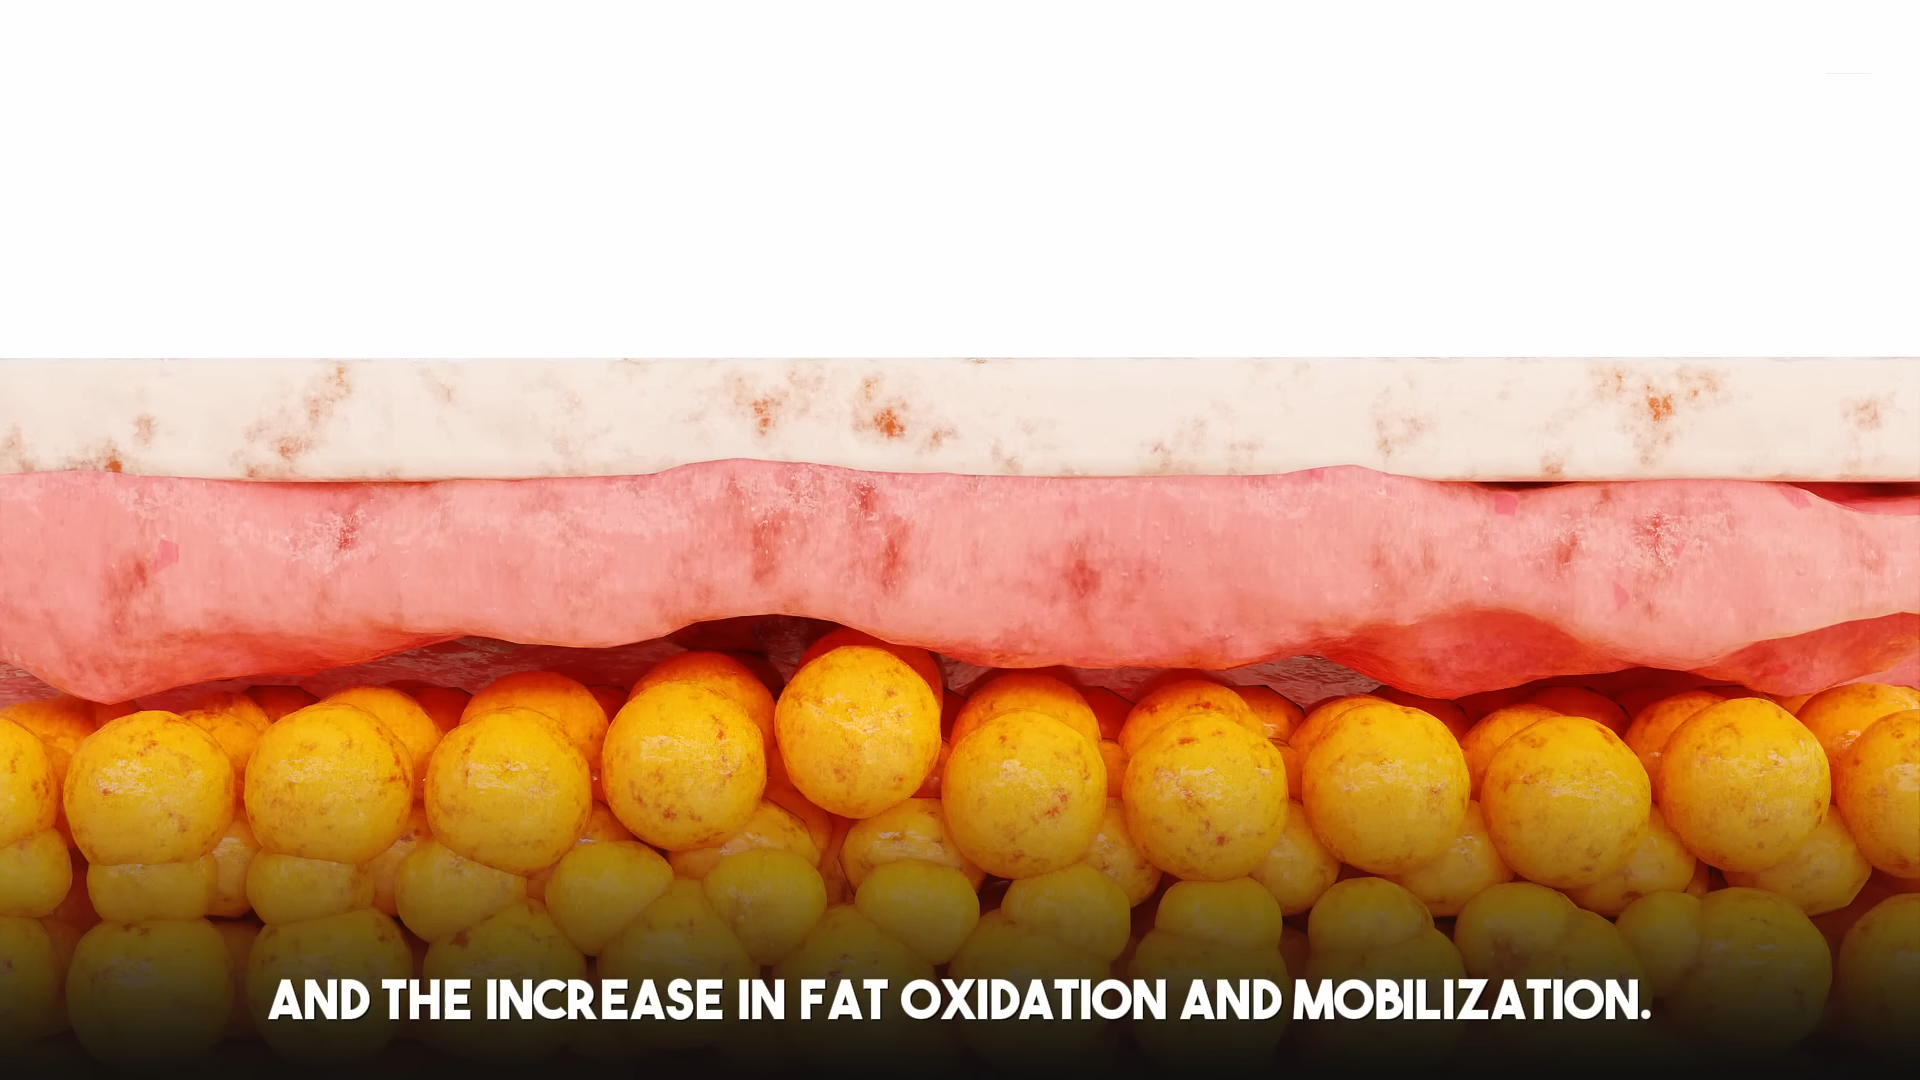 AND THE INCREASE IN FAT OXIDATION AND MOBILIZATION.